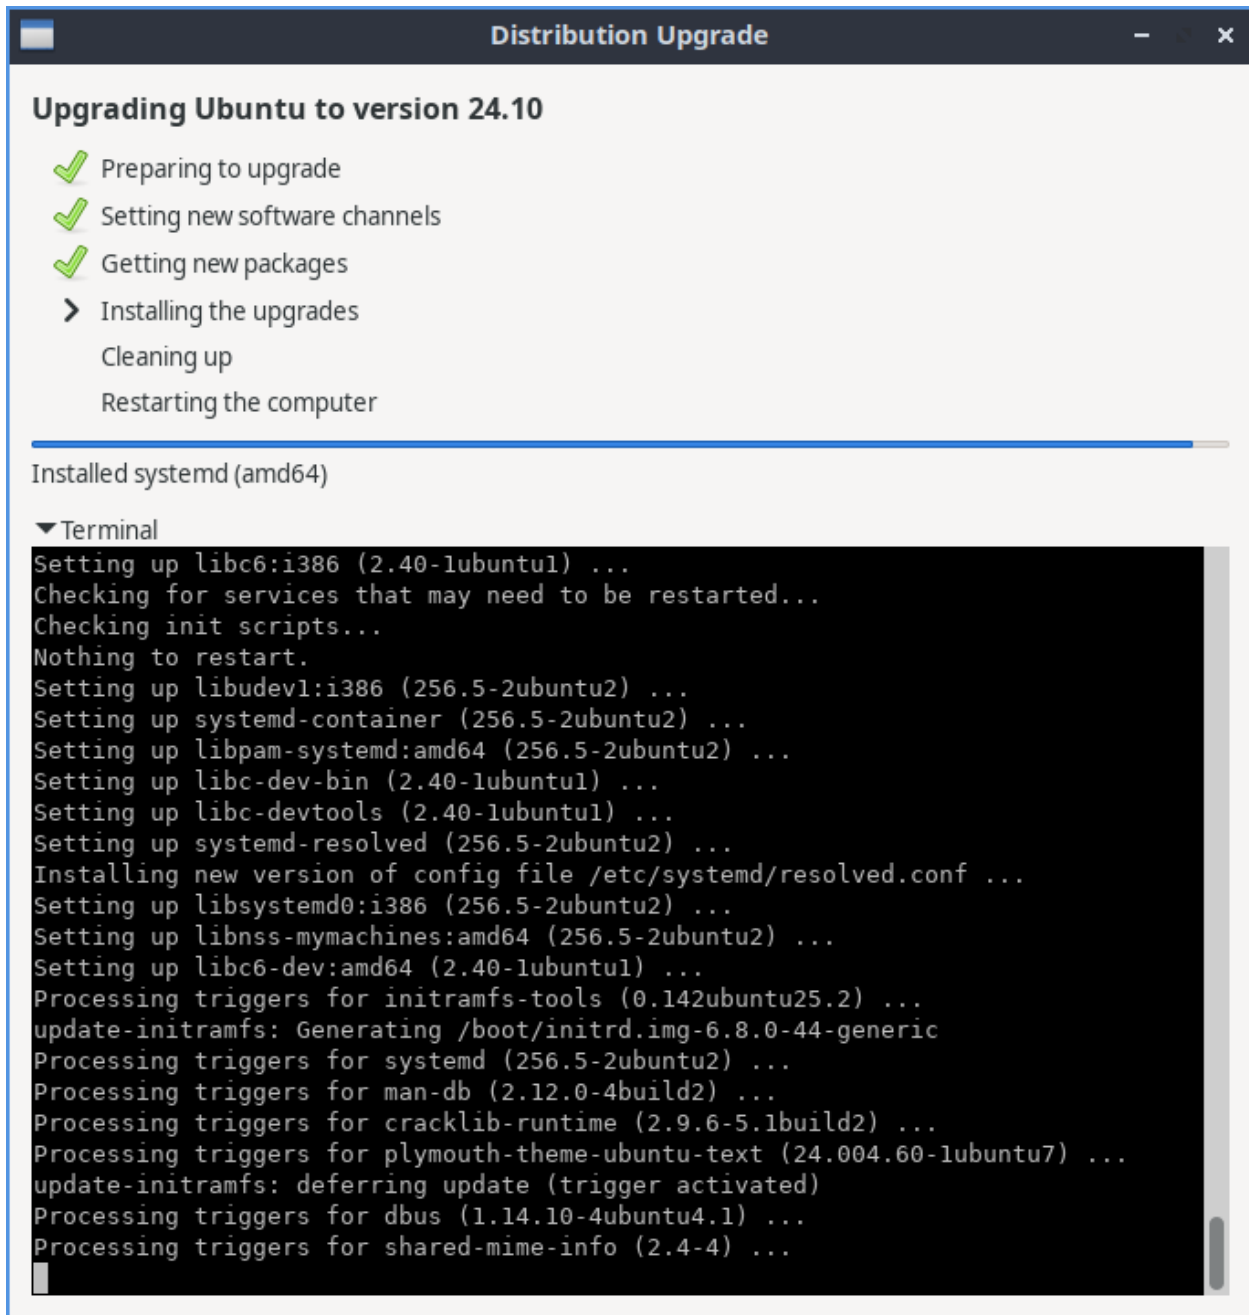 Distribution Upgrade
Upgrading Ubuntu to version 24.10
Preparing to upgrade
Setting new software channels
Getting new packages
Installing the upgrades
Cleaning up
Restarting the computer
Installed systemd (amd64)
Terminal
Setting up libc6:i386 (2.40-1ubuntu1) ...
Checking for services that may need to be restarted...
Checking init scripts...
Nothing to restart.
Setting up libudev1:i386 (256.5-2ubuntu2) ...
Setting up systemd-container (256.5-2ubuntu2) ...
Setting up libpam-systemd:amd64 (256.5-2ubuntu2) ...
Setting up libc-dev-bin (2.40-1ubuntu1) ...
Setting up libc-devtools (2.40-1ubuntu1) ...
Setting up systemd-resolved (256.5-2ubuntu2) ...
Installing new version of config file /etc/systemd/resolved.conf ...
Setting up libsystemd0:i386 (256.5-2ubuntu2) ...
Setting up libnss-mymachines:amd64 (256.5-2ubuntu2) ...
Setting up libc6-dev:amd64 (2.40-1ubuntu1) ...
Processing triggers for initramfs-tools (0.142ubuntu25.2) ...
update-initramfs: Generating /boot/initrd.img-6.8.0-44-generic
Processing triggers for systemd (256.5-2ubuntu2) ...
Processing triggers for man-db (2.12.0-4build2) ...
Processing triggers for cracklib-runtime (2.9.6-5.1build2) ...
Processing triggers for plymouth-theme-ubuntu-text (24.004.60-1ubuntu7) ...
update-initramfs: deferring update (trigger activated)
Processing triggers for dbus (1.14.10-4ubuntu4.1) ...
Processing triggers for shared-mime-info (2.4-4) ...